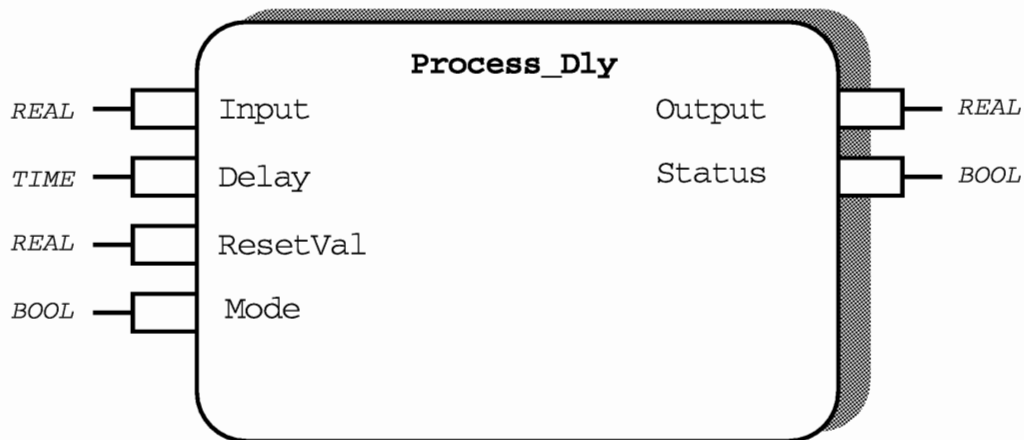 Process_Dly
REAL Input Output REAL
TIME Delay Status BOOL
REAL ResetVal
BOOL Mode